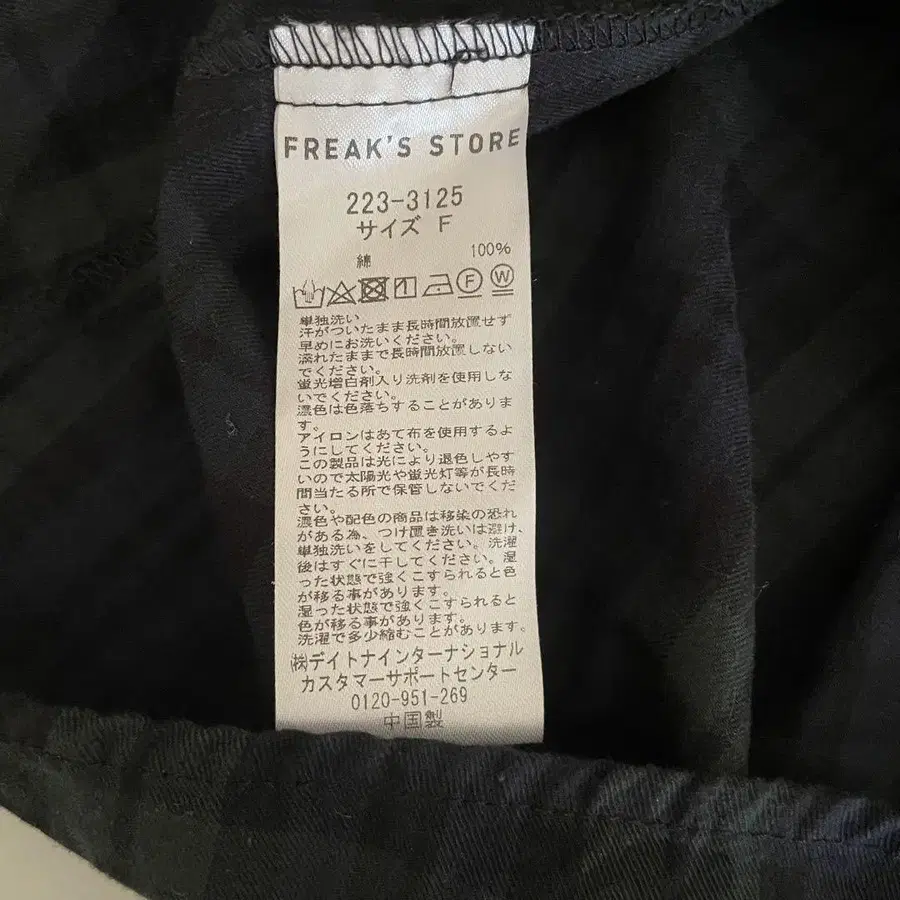 FREAK'S STORE
223-3125
サイズ F
綿 100%
単独洗い
汗がついたまま長時間放置せず
早めにお洗いください。
濡れたままで長時間放置しない
でください。
蛍光増白剤入り洗剤を使用しな
いでください。
濃色は色落ちすることがありま
す。
アイロンはあて布を使用するよ
うにしてください。
この製品は光により退色しやす
いので太陽光や蛍光灯等が長時
間当たる所で保管しないでくだ
さい。
濃色や配色の商品は移染の恐れ
がある為、つけ置き洗いは避け、
単独洗いをしてください。洗濯
後はすぐに干してください。湿
った状態で強くこすられると色
が移る事があります。
湿った状態で強くこすられると
色が移る事があります。
洗濯で多少縮むことがあります。
㈱デイトナインターナショナル
カスタマーサポートセンター
0120-951-269
中国製